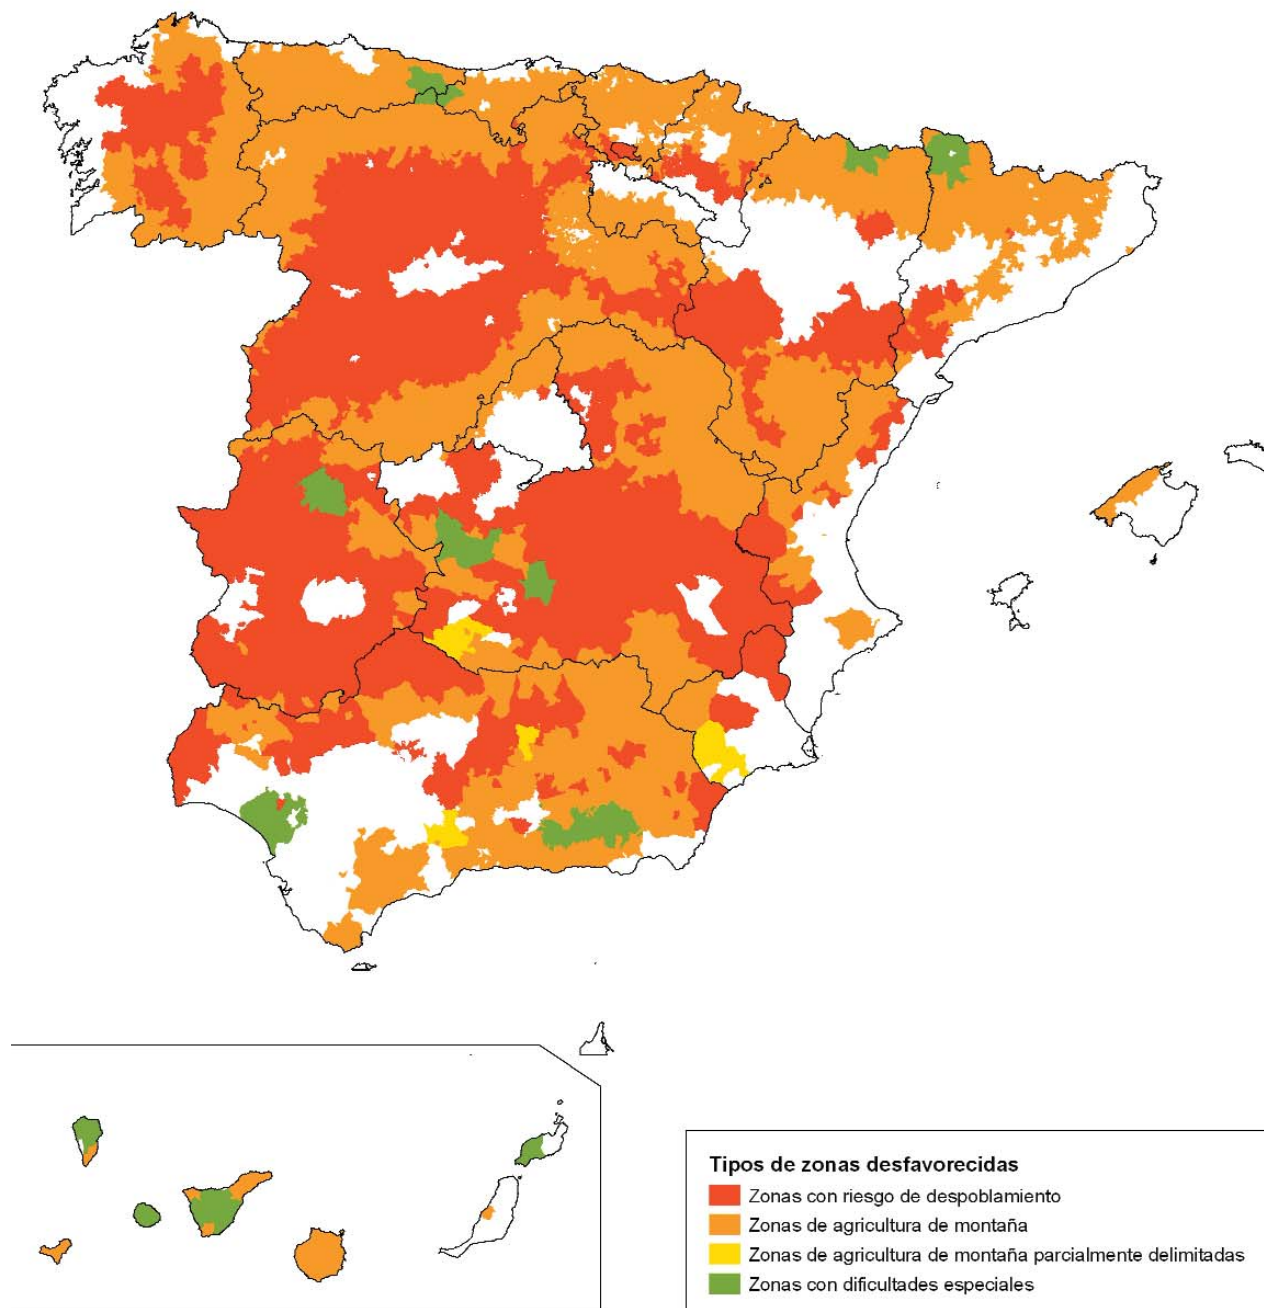 Tipos de zonas desfavorecidas
Zonas con riesgo de despoblamiento
Zonas de agricultura de montaña
Zonas de agricultura de montaña parcialmente delimitadas
Zonas con dificultades especiales